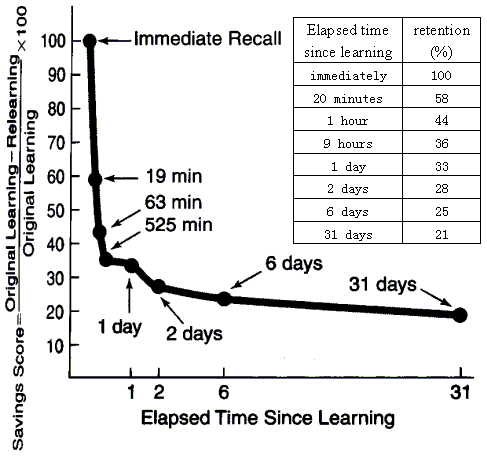 Savings Score=Original Learning−Relearning/Original Learning ×100
100
90
80
70
60
50
40
30
20
10
Immediate Recall
19 min
63 min
525 min
1 day
2 days
6 days
31 days
1 2 6 31
Elapsed Time Since Learning
Elapsed time since learning retention (%)
immediately 100
20 minutes 58
1 hour 44
9 hours 36
1 day 33
2 days 28
6 days 25
31 days 21